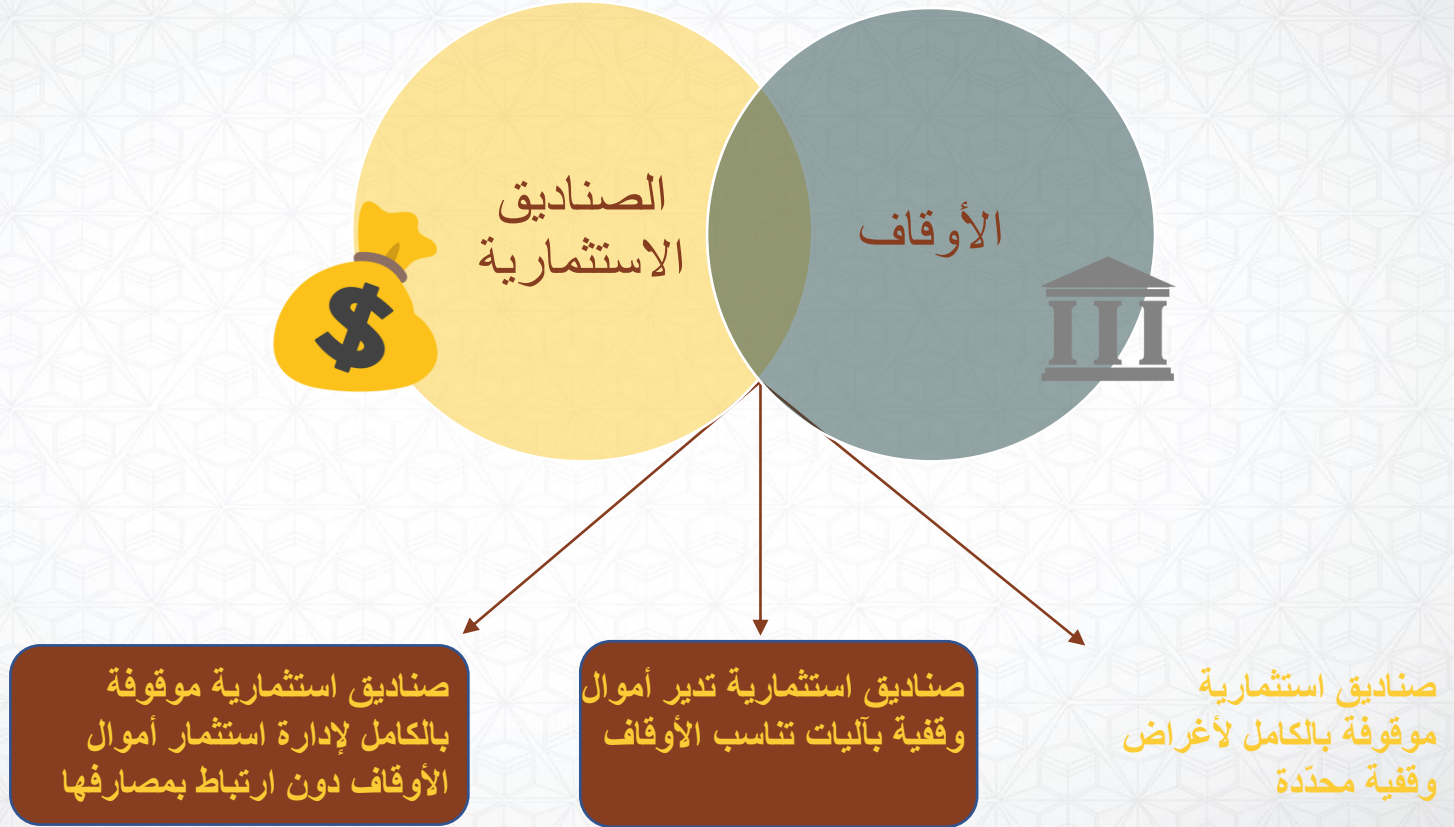 الصناديق
الاستثمارية
الأوقاف
$
صناديق استثمارية
موقوفة بالكامل لأغراض
وقفية محدّدة
صناديق استثمارية تدير أموال
وقفية بآليات تناسب الأوقاف
صناديق استثمارية موقوفة
بالكامل لإدارة استثمار أموال
الأوقاف دون ارتباط بمصارفها